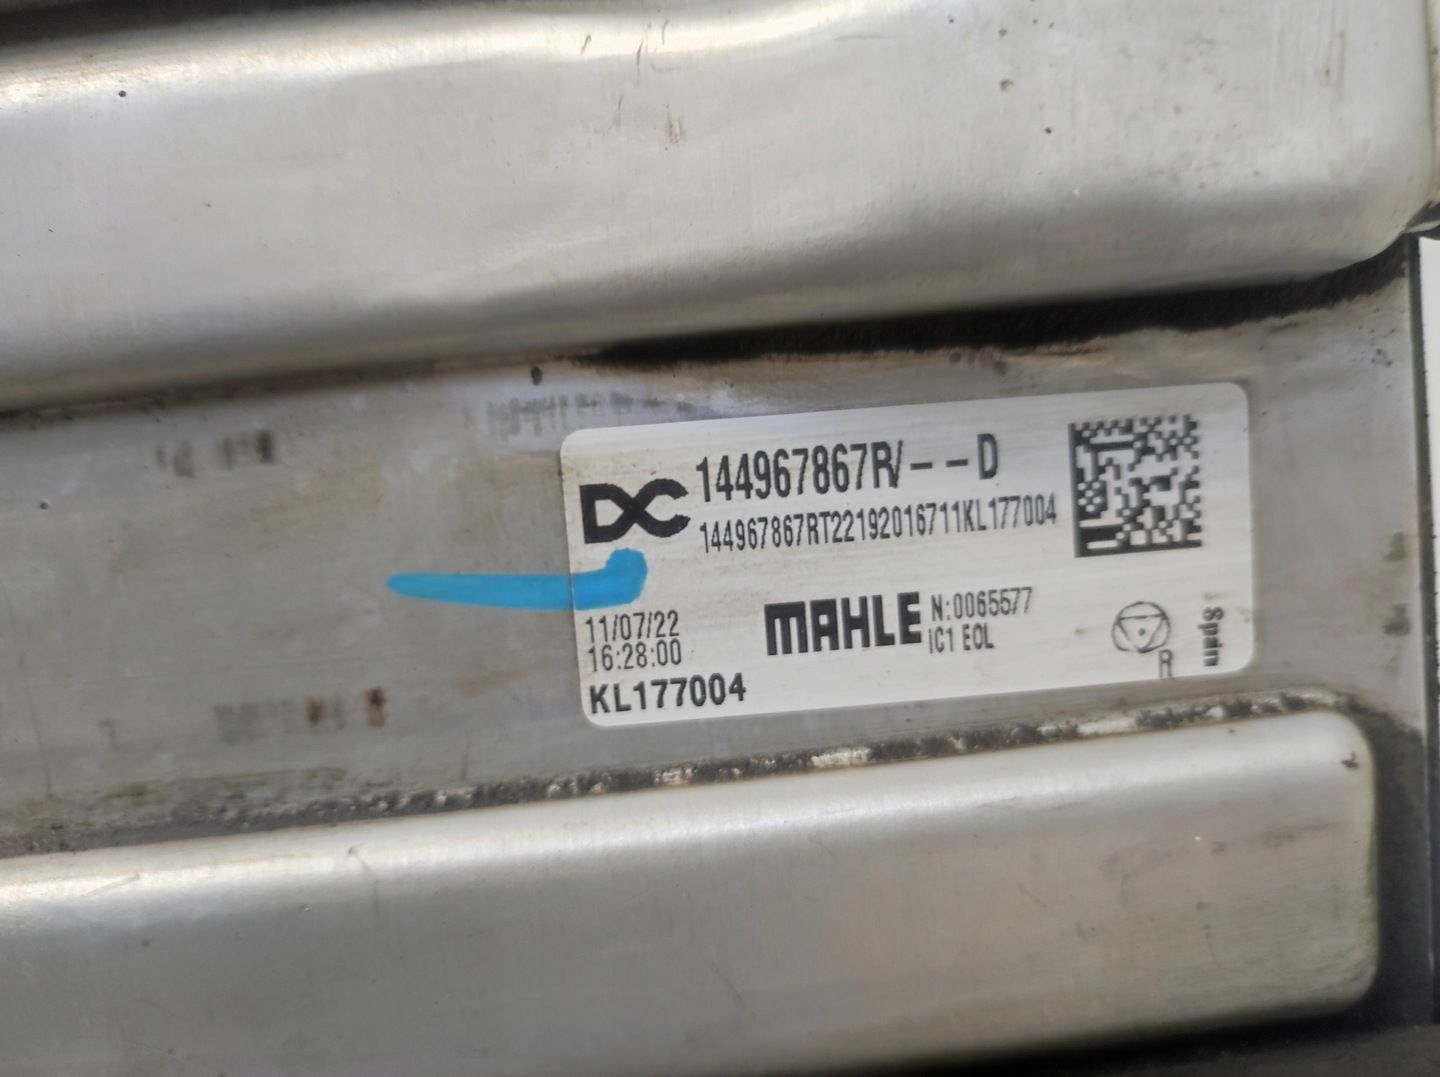 DC 144967867R/--D
144967867RT22192016711KL177004
11/07/22
16:28:00
KL177004
MAHLE
N:0065577
IC1 EOL
R
Spain